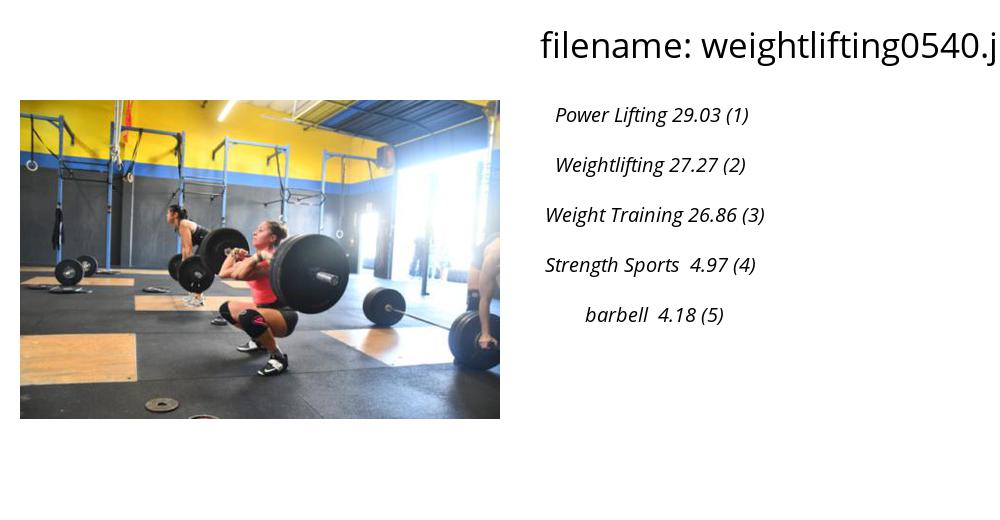 filename: weightlifting0540.j
Power Lifting 29.03 (1)
Weightlifting 27.27 (2)
Weight Training 26.86 (3)
Strength Sports 4.97 (4)
barbell 4.18 (5)